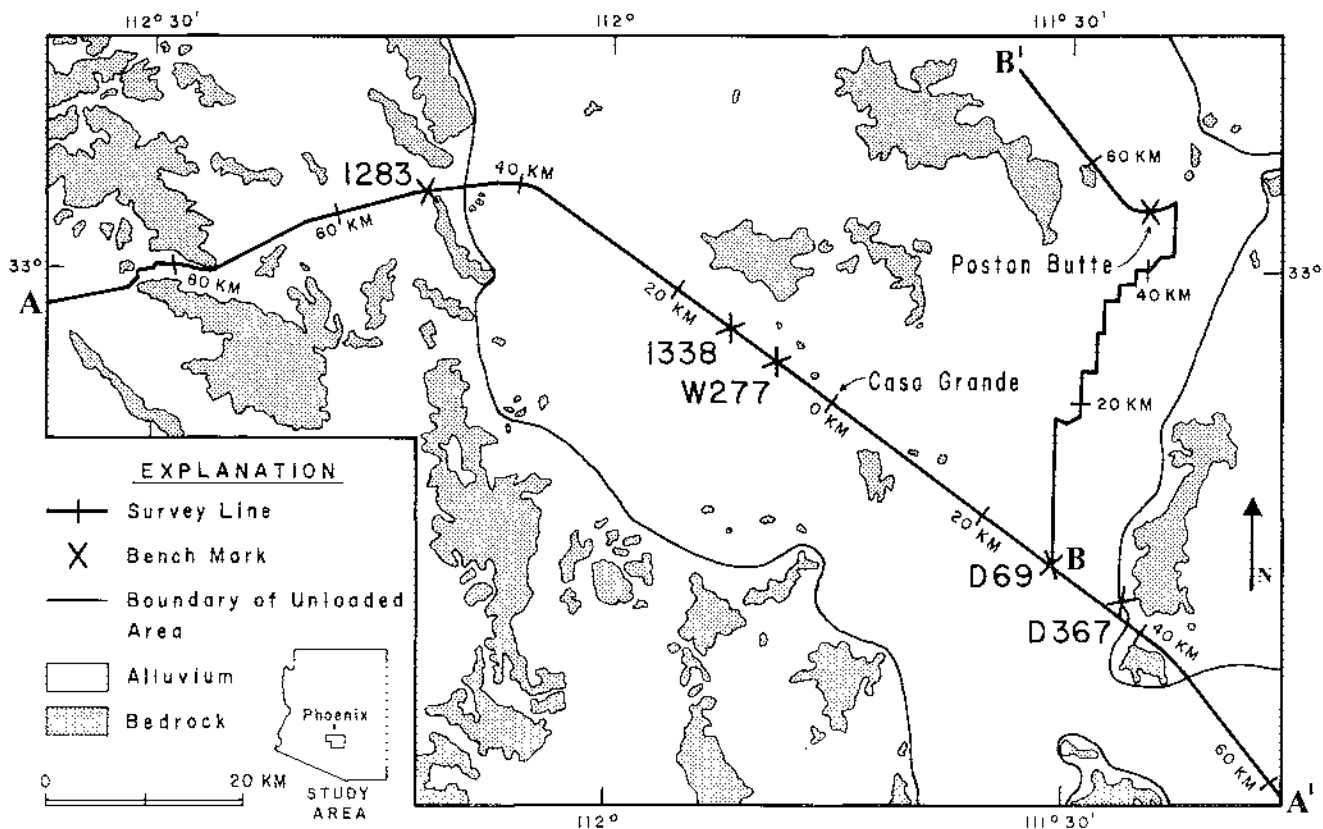 112° 30'
112°
111° 30'
B'
60 KM
I283
40 KM
60 KM
Poston Butte
33°
33°
80 KM
40 KM
A
20 KM
I338
W277
Casa Grande
0 KM
20 KM
EXPLANATION
Survey Line
20 KM
Bench Mark
D69
B
N
Boundary of Unloaded
Area
D367
40 KM
Alluvium
Bedrock
Phoenix
60 KM
0
20 KM
STUDY
AREA
A'
112°
111° 30'